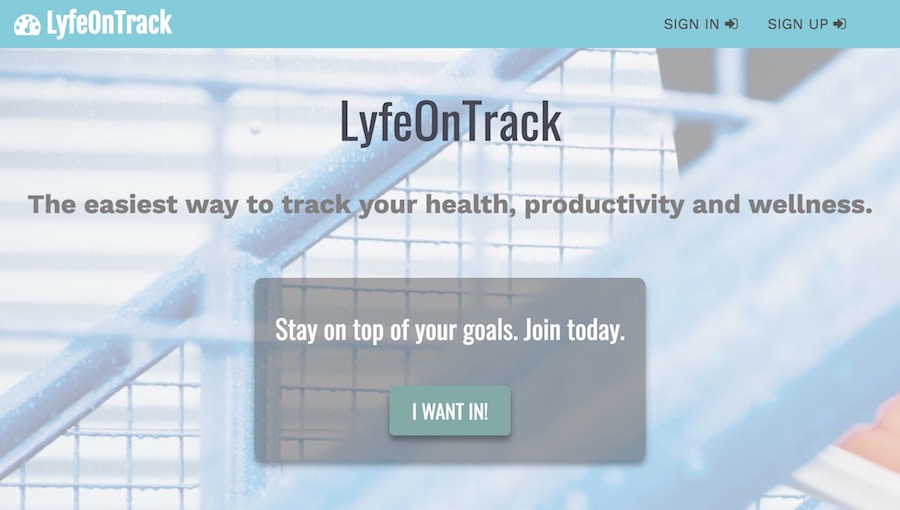 LyfeOnTrack
SIGN IN
SIGN UP
LyfeOnTrack
The easiest way to track your health, productivity and wellness.
Stay on top of your goals. Join today.
I WANT IN!